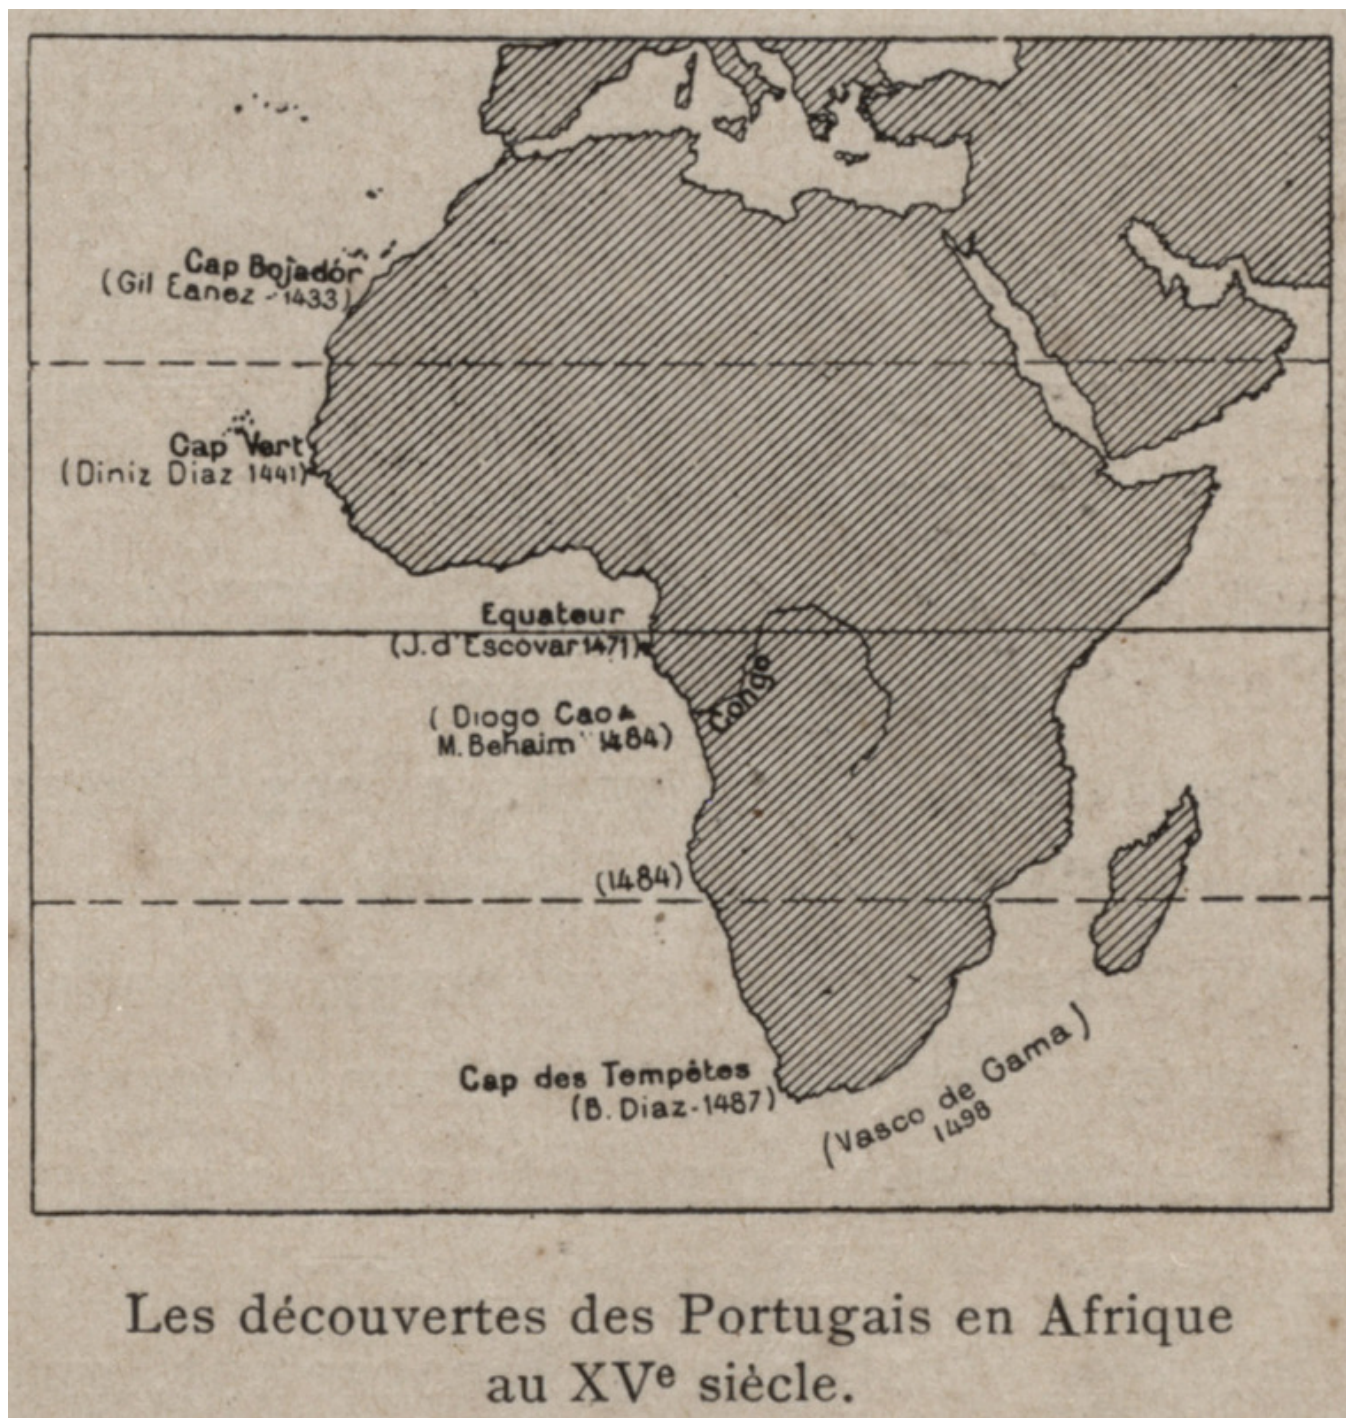 Cap Bojadór
(Gil Eanez - 1433)
Cap Vert
(Diniz Diaz 1441)
Equateur
(J. d'Escovar 1471)
(Diogo Cao &
M. Behaim 1484)
Congo
(1484)
Cap des Tempêtes
(B. Diaz - 1487)
(Vasco de Gama)
1498
Les découvertes des Portugais en Afrique
au XVe siècle.